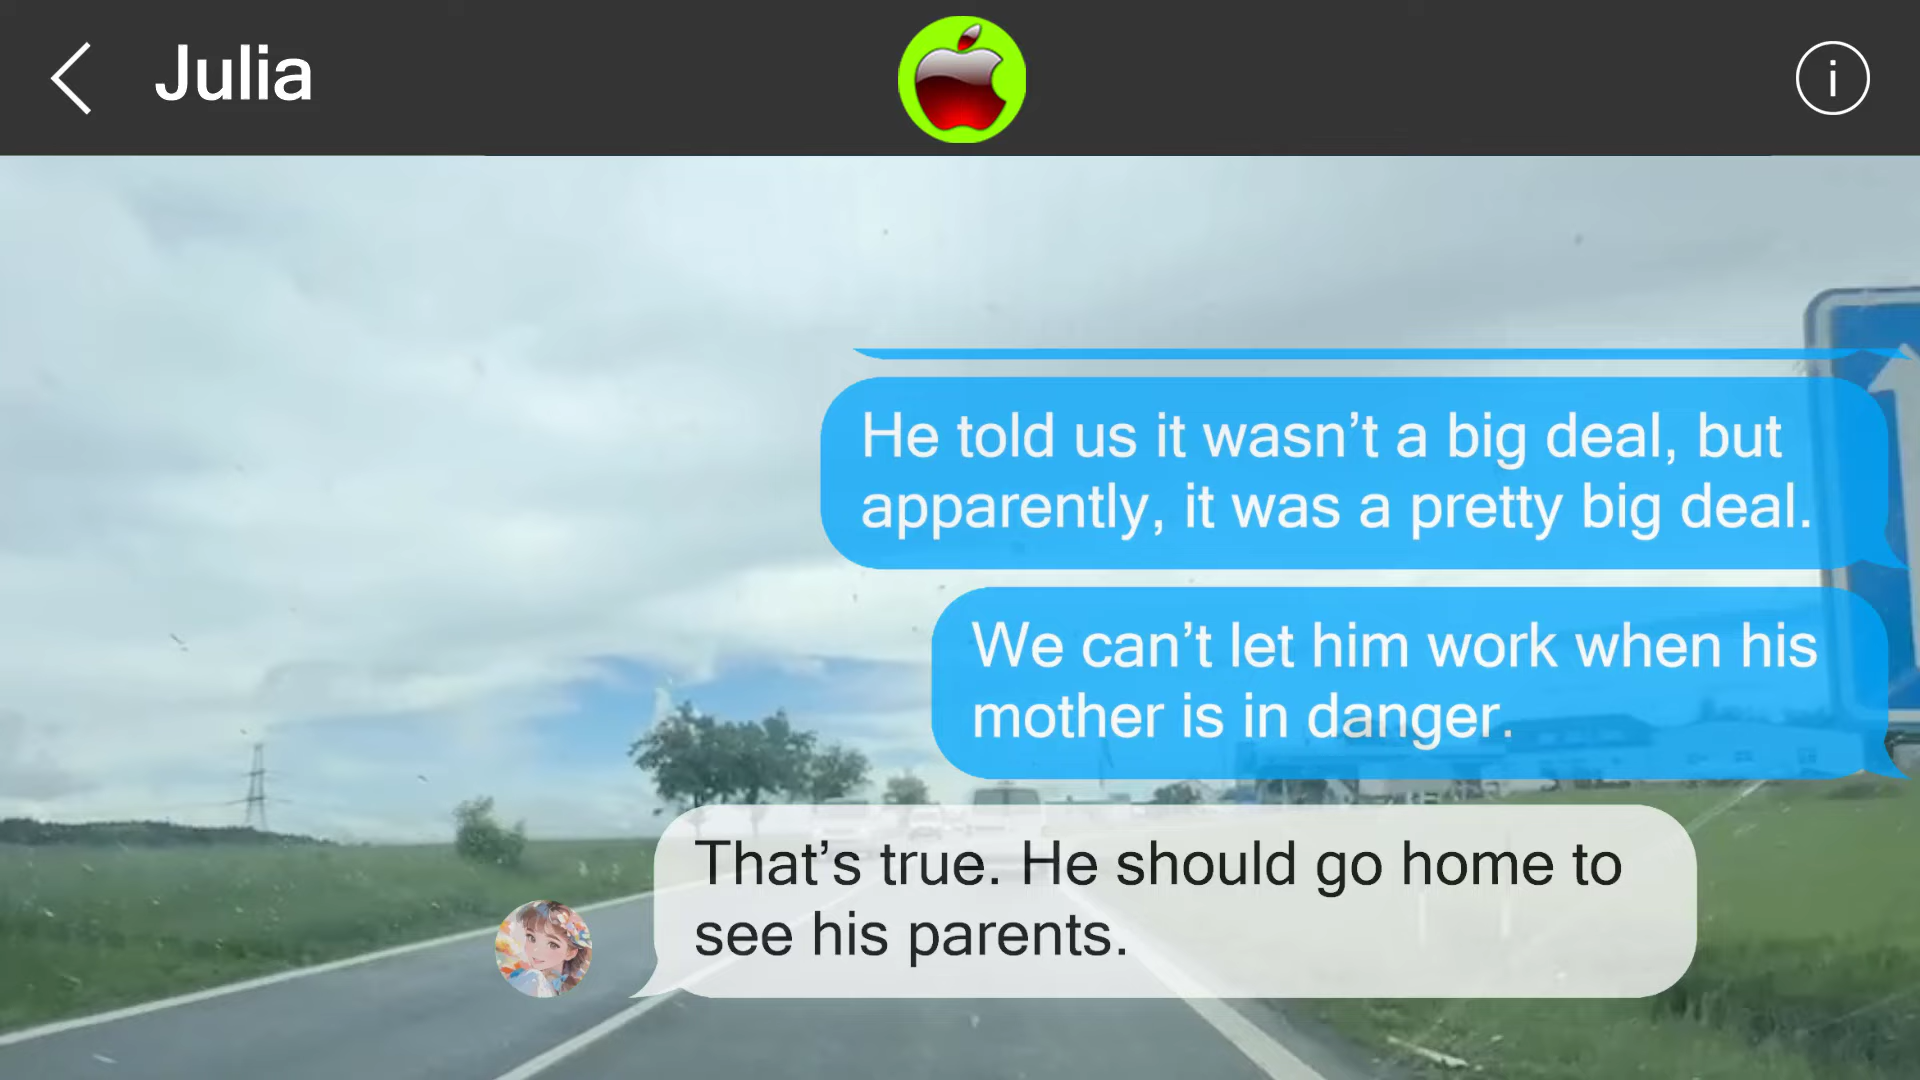 Julia
He told us it wasn’t a big deal, but
apparently, it was a pretty big deal.
We can’t let him work when his
mother is in danger.
That’s true. He should go home to
see his parents.